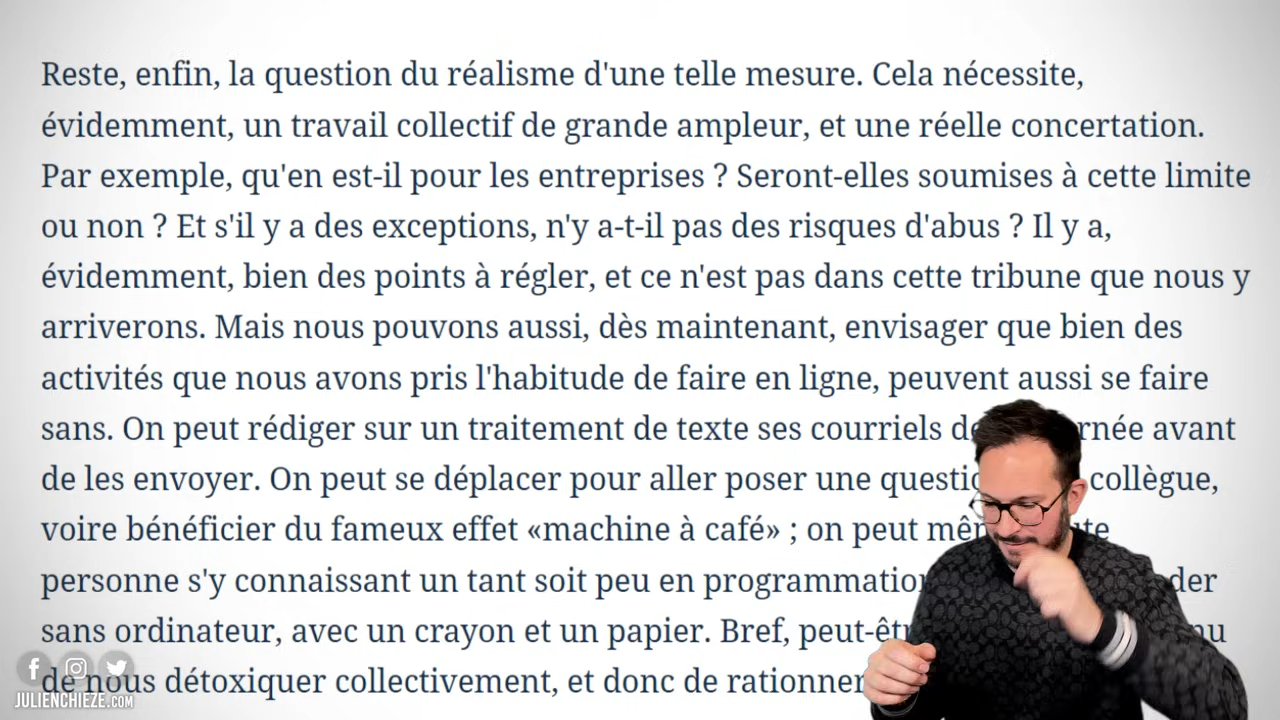 Reste, enfin, la question du réalisme d'une telle mesure. Cela nécessite,
évidemment, un travail collectif de grande ampleur, et une réelle concertation.
Par exemple, qu'en est-il pour les entreprises ? Seront-elles soumises à cette limite
ou non ? Et s'il y a des exceptions, n'y a-t-il pas des risques d'abus ? Il y a,
évidemment, bien des points à régler, et ce n'est pas dans cette tribune que nous y
arriverons. Mais nous pouvons aussi, dès maintenant, envisager que bien des
activités que nous avons pris l'habitude de faire en ligne, peuvent aussi se faire
sans. On peut rédiger sur un traitement de texte ses courriels avant
de les envoyer. On peut se déplacer pour aller poser une collègue,
voire bénéficier du fameux effet «machine à café» ; on peut
personne s'y connaissant un tant soit peu en
sans ordinateur, avec un crayon et un papier. Bref,
de nous détoxiquer collectivement, et donc de
JULIENCHIEZE.com